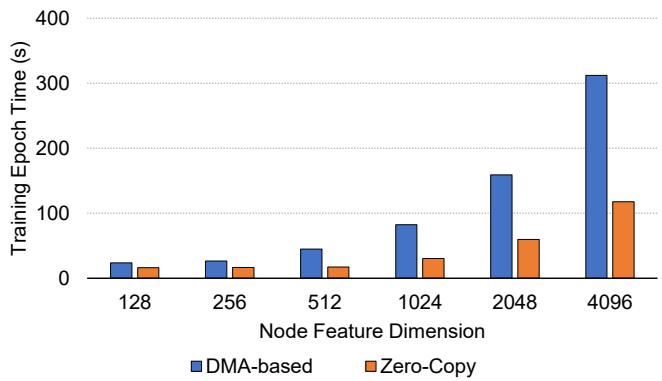 400
300
200
100
0
Training Epoch Time (s)
128 256 512 1024 2048 4096
Node Feature Dimension
DMA-based Zero-Copy